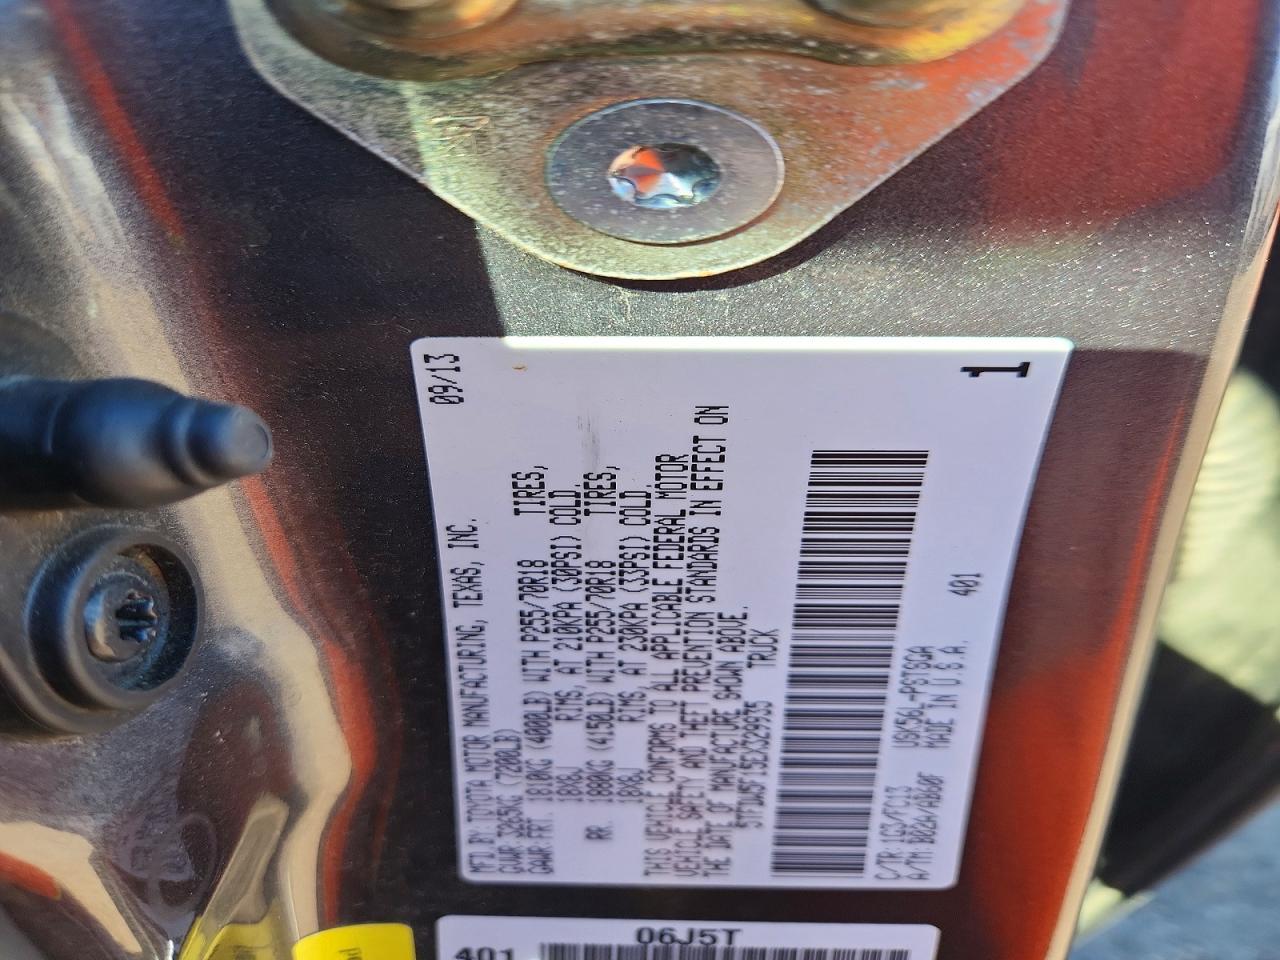 09/13
MFD BY: TOYOTA MOTOR MANUFACTURING, TEXAS, INC.
GVWR 3265KG (7200LB)
GAWR FRT. 1810KG (4000LB) WITH P255/70R18 TIRES,
18X8J RIMS, AT 210KPA (30PSI) COLD.
RR. 1880KG (4150LB) WITH P255/70R18 TIRES,
18X8J RIMS, AT 230KPA (33PSI) COLD.
THIS VEHICLE CONFORMS TO ALL APPLICABLE FEDERAL MOTOR
VEHICLE SAFETY AND THEFT PREVENTION STANDARDS IN EFFECT ON
THE DATE OF MANUFACTURE SHOWN ABOVE.
5TFDW5F15EX329935 TRUCK
1
C/TR: 1G3/FC13 USK56L-PSTSGA
A/TM: B02A/AB60F MADE IN U.S.A. 401
06J5T
401